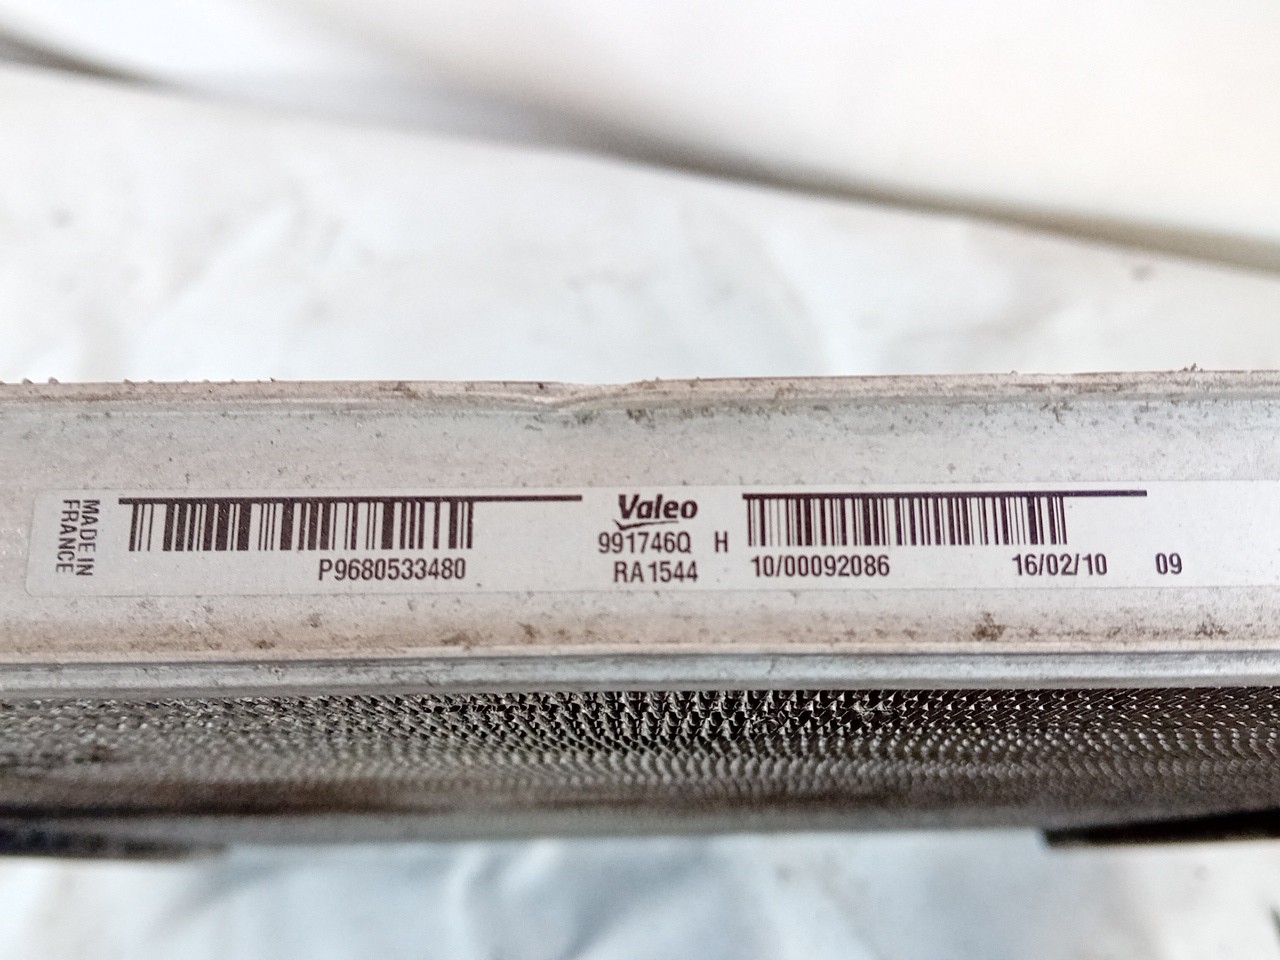 MADE IN
FRANCE
P9680533480
Valeo
991746Q H
RA1544
10/00092086 16/02/10 09